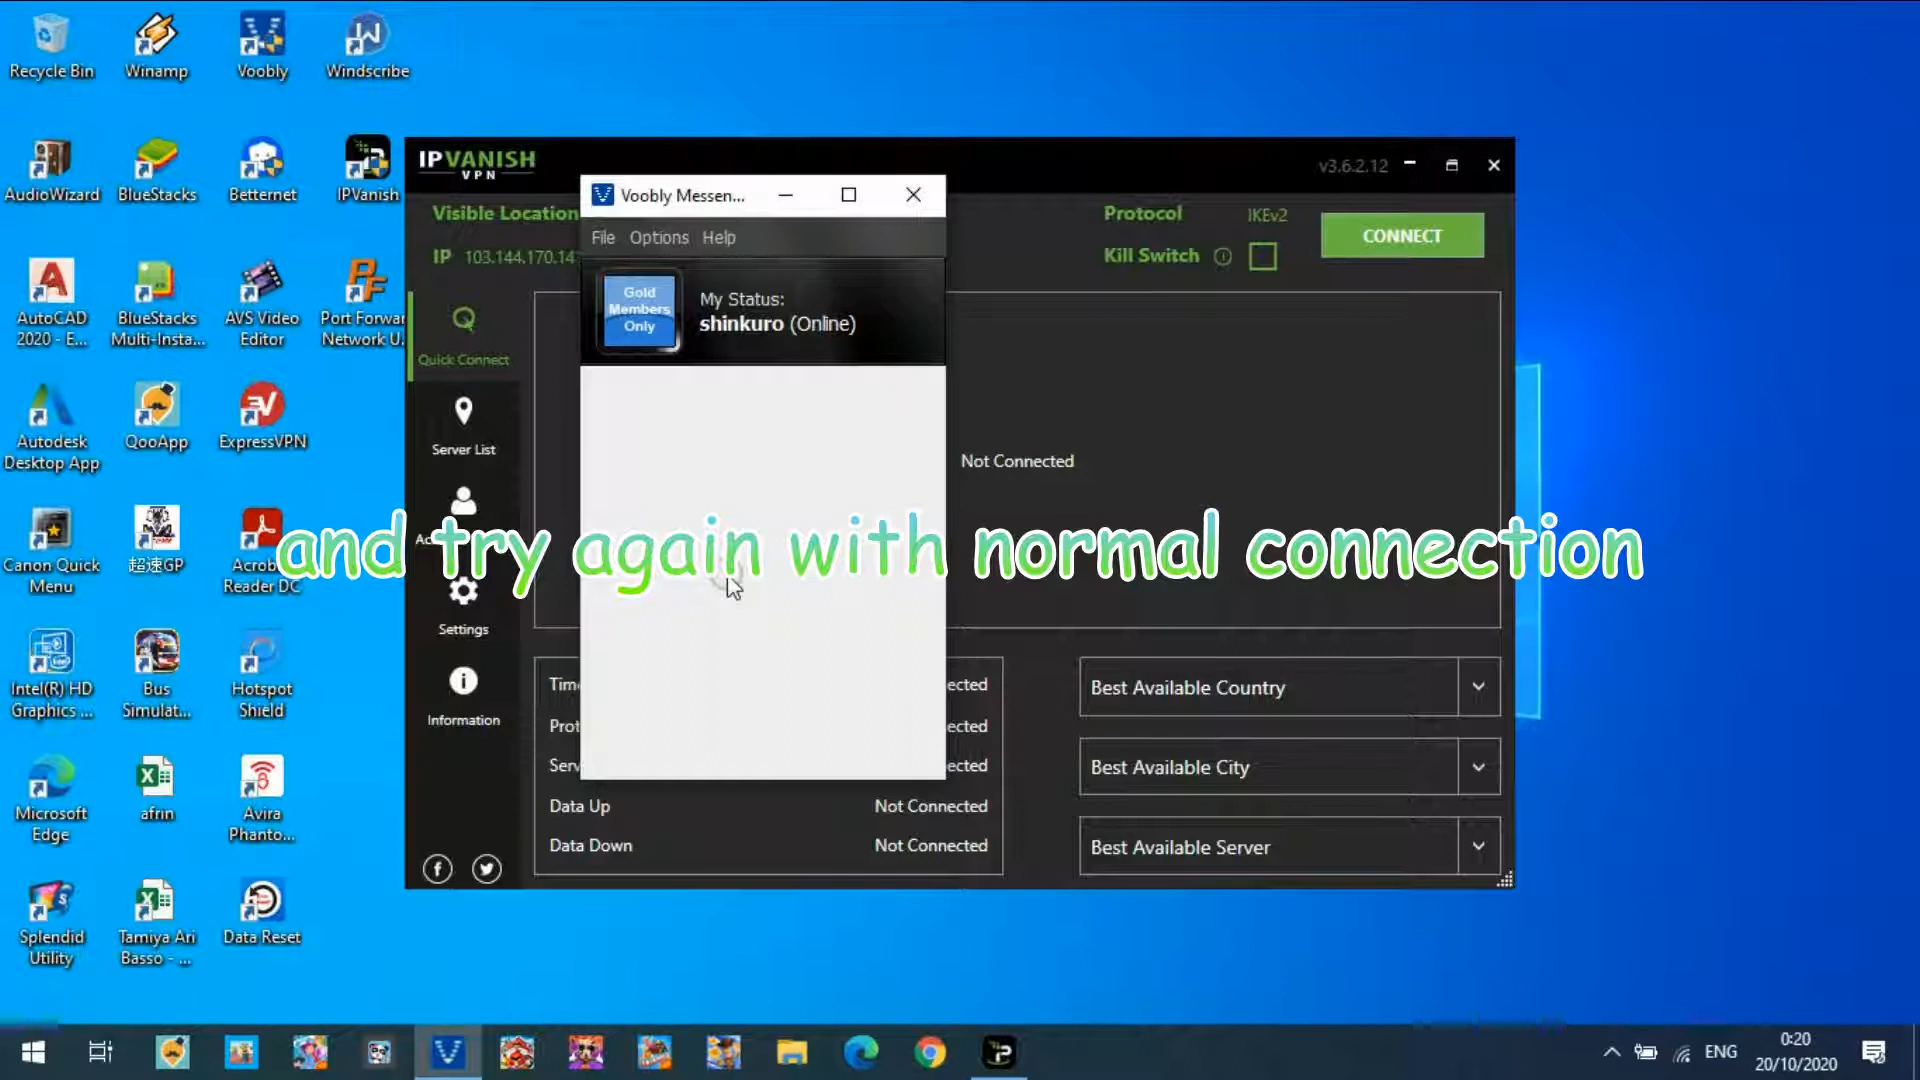 Recycle Bin
Winamp
Voobly
Windscribe
AudioWizard
BlueStacks
Betternet
IPVanish
AutoCAD
2020 - E...
BlueStacks
Multi-Insta...
AVS Video
Editor
Port Forwar
Network U.
Autodesk
Desktop App
QooApp
ExpressVPN
Canon Quick
Menu
超速GP
Acrob
Reader DC
Intel(R) HD
Graphics ...
Bus
Simulat...
Hotspot
Shield
Microsoft
Edge
afrin
Avira
Phanto...
Splendid
Utility
Tamiya Ari
Basso - ...
Data Reset
IPVANISH
VPN
v3.6.2.12
Visible Location
IP 103.144.170.14
Protocol IKEv2
Kill Switch
CONNECT
Quick Connect
Server List
Ac
Settings
Information
Voobly Messen...
File Options Help
Gold
Members
Only
My Status:
shinkuro (Online)
Not Connected
and try again with normal connection
Time
Prot
Serv
ected
ected
ected
Data Up Not Connected
Data Down Not Connected
Best Available Country
Best Available City
Best Available Server
ENG
0:20
20/10/2020